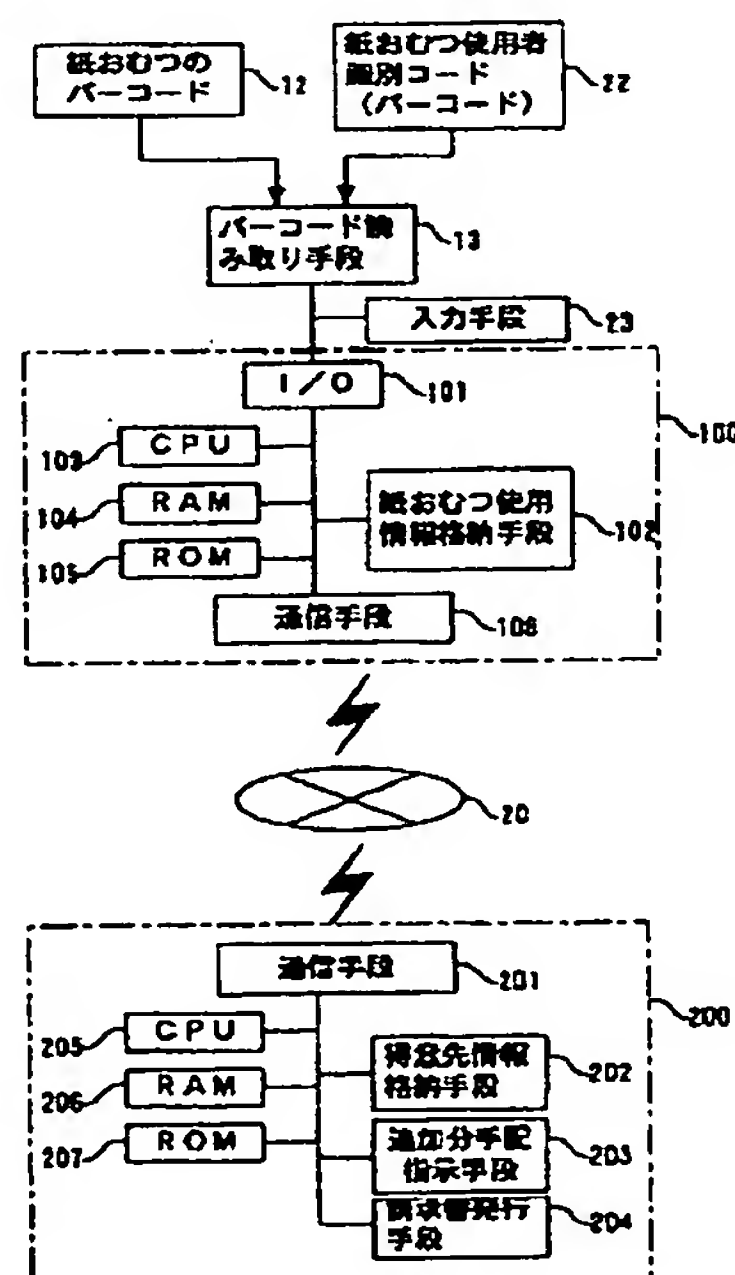 紙おむつの
バーコード
12
紙おむつ使用者
識別コード
(バーコード)
22
バーコード読
み取り手段
13
入力手段
23
I/O
101
100
CPU
103
RAM
104
ROM
105
紙おむつ使用
情報格納手段
102
通信手段
106
20
通信手段
201
200
CPU
205
RAM
206
ROM
207
得意先情報
格納手段
202
追加分手配
指示手段
203
請求書発行
手段
204